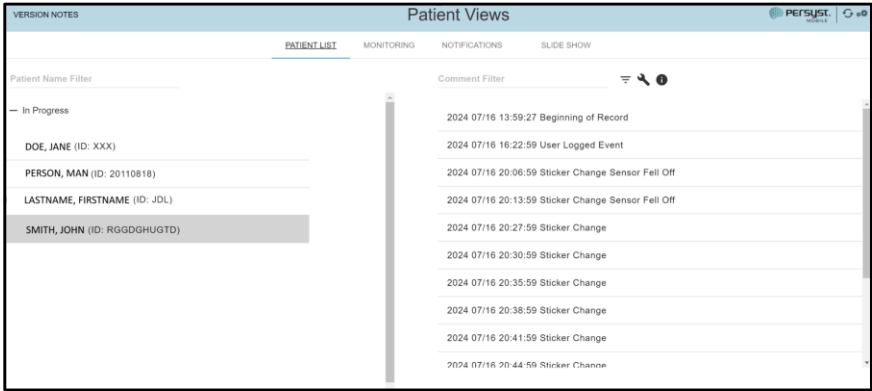 VERSION NOTES
Patient Views
Persyst.
MOBILE
PATIENT LIST
MONITORING
NOTIFICATIONS
SLIDE SHOW
Patient Name Filter
Comment Filter
— In Progress
DOE, JANE (ID: XXX)
PERSON, MAN (ID: 20110818)
LASTNAME, FIRSTNAME (ID: JDL)
SMITH, JOHN (ID: RGGDGHUGTD)
2024 07/16 13:59:27 Beginning of Record
2024 07/16 16:22:59 User Logged Event
2024 07/16 20:06:59 Sticker Change Sensor Fell Off
2024 07/16 20:13:59 Sticker Change Sensor Fell Off
2024 07/16 20:27:59 Sticker Change
2024 07/16 20:30:59 Sticker Change
2024 07/16 20:35:59 Sticker Change
2024 07/16 20:38:59 Sticker Change
2024 07/16 20:41:59 Sticker Change
2024 07/16 20:44:59 Sticker Change